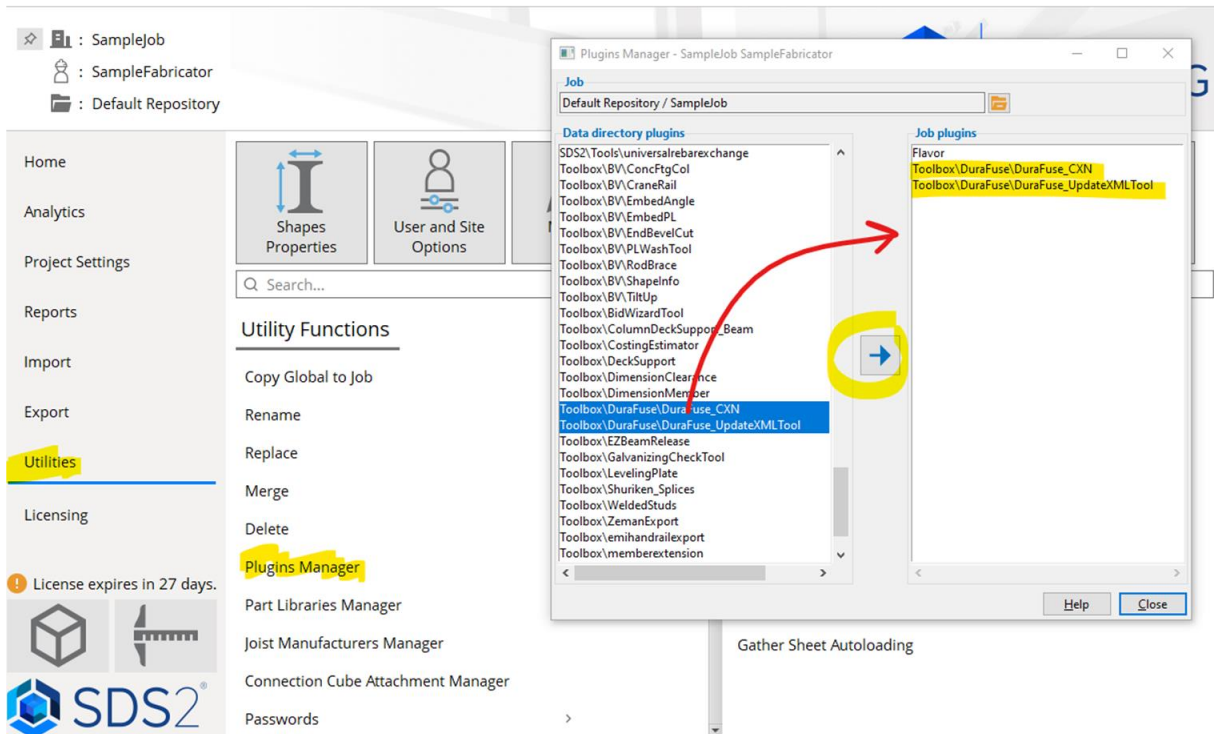 : SampleJob
: SampleFabricator
: Default Repository
Home
Analytics
Project Settings
Reports
Import
Export
Utilities
Licensing
License expires in 27 days.
SDS2®
Shapes
Properties
User and Site
Options
Search...
Utility Functions
Copy Global to Job
Rename
Replace
Merge
Delete
Plugins Manager
Part Libraries Manager
Joist Manufacturers Manager
Connection Cube Attachment Manager
Passwords
Gather Sheet Autoloading
G
Plugins Manager - SampleJob SampleFabricator
Job
Default Repository / SampleJob
Data directory plugins
SDS2\Tools\universalrebarexchange
Toolbox\BV\ConcFtgCol
Toolbox\BV\CraneRail
Toolbox\BV\EmbedAngle
Toolbox\BV\EmbedPL
Toolbox\BV\EndBevelCut
Toolbox\BV\PLWashTool
Toolbox\BV\RodBrace
Toolbox\BV\ShapeInfo
Toolbox\BV\TiltUp
Toolbox\BidWizardTool
Toolbox\ColumnDeckSupport_Beam
Toolbox\CostingEstimator
Toolbox\DeckSupport
Toolbox\DimensionClearance
Toolbox\DimensionMember
Toolbox\DuraFuse\DuraFuse_CXN
Toolbox\DuraFuse\DuraFuse_UpdateXMLTool
Toolbox\EZBeamRelease
Toolbox\GalvanizingCheckTool
Toolbox\LevelingPlate
Toolbox\Shuriken_Splices
Toolbox\WeldedStuds
Toolbox\ZemanExport
Toolbox\emihandrailexport
Toolbox\memberextension
Job plugins
Flavor
Toolbox\DuraFuse\DuraFuse_CXN
Toolbox\DuraFuse\DuraFuse_UpdateXMLTool
Help
Close